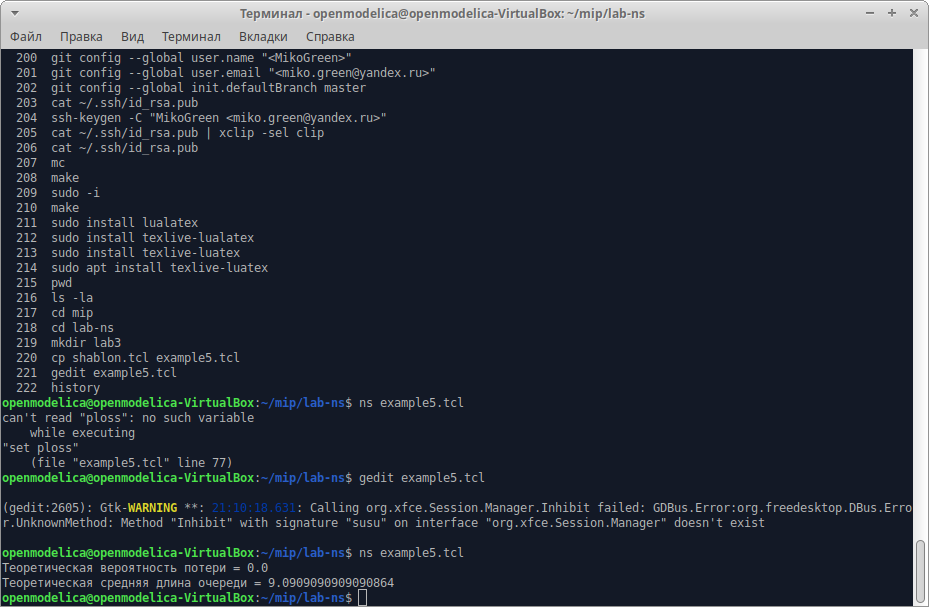 Терминал - openmodelica@openmodelica-VirtualBox: ~/mip/lab-ns
Файл Правка Вид Терминал Вкладки Справка
200 git config --global user.name "<MikoGreen>"
201 git config --global user.email "<miko.green@yandex.ru>"
202 git config --global init.defaultBranch master
203 cat ~/.ssh/id_rsa.pub
204 ssh-keygen -C "MikoGreen <miko.green@yandex.ru>"
205 cat ~/.ssh/id_rsa.pub | xclip -sel clip
206 cat ~/.ssh/id_rsa.pub
207 mc
208 make
209 sudo -i
210 make
211 sudo install lualatex
212 sudo install texlive-lualatex
213 sudo install texlive-luatex
214 sudo apt install texlive-luatex
215 pwd
216 ls -la
217 cd mip
218 cd lab-ns
219 mkdir lab3
220 cp shablon.tcl example5.tcl
221 gedit example5.tcl
222 history
openmodelica@openmodelica-VirtualBox:~/mip/lab-ns$ ns example5.tcl
can't read "ploss": no such variable
while executing
"set ploss"
(file "example5.tcl" line 77)
openmodelica@openmodelica-VirtualBox:~/mip/lab-ns$ gedit example5.tcl
(gedit:2605): Gtk-WARNING **: 21:10:18.631: Calling org.xfce.Session.Manager.Inhibit failed: GDBus.Error:org.freedesktop.DBus.Erro
r.UnknownMethod: Method "Inhibit" with signature "susu" on interface "org.xfce.Session.Manager" doesn't exist
openmodelica@openmodelica-VirtualBox:~/mip/lab-ns$ ns example5.tcl
Теоретическая вероятность потери = 0.0
Теоретическая средняя длина очереди = 9.0909090909090864
openmodelica@openmodelica-VirtualBox:~/mip/lab-ns$